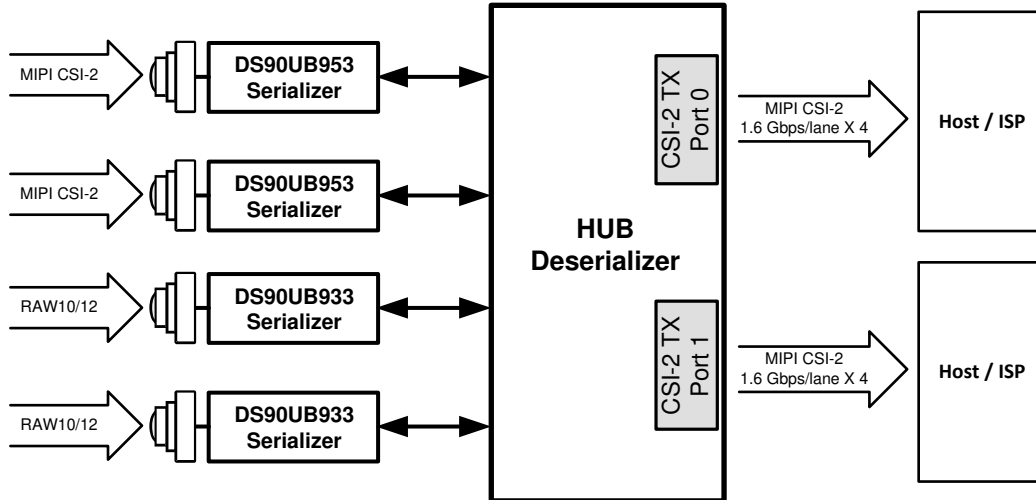 MIPI CSI-2
DS90UB953
Serializer
MIPI CSI-2
DS90UB953
Serializer
RAW10/12
DS90UB933
Serializer
RAW10/12
DS90UB933
Serializer
HUB
Deserializer
CSI-2 TX
Port 0
CSI-2 TX
Port 1
MIPI CSI-2
1.6 Gbps/lane X 4
Host / ISP
MIPI CSI-2
1.6 Gbps/lane X 4
Host / ISP